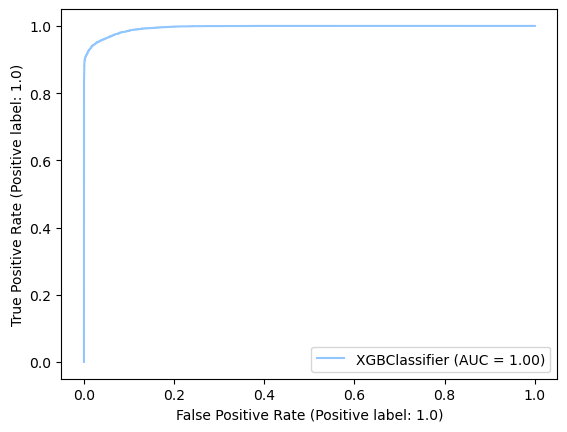 1.0
0.8
0.6
0.4
0.2
0.0
True Positive Rate (Positive label: 1.0)
XGBClassifier (AUC = 1.00)
0.0 0.2 0.4 0.6 0.8 1.0
False Positive Rate (Positive label: 1.0)